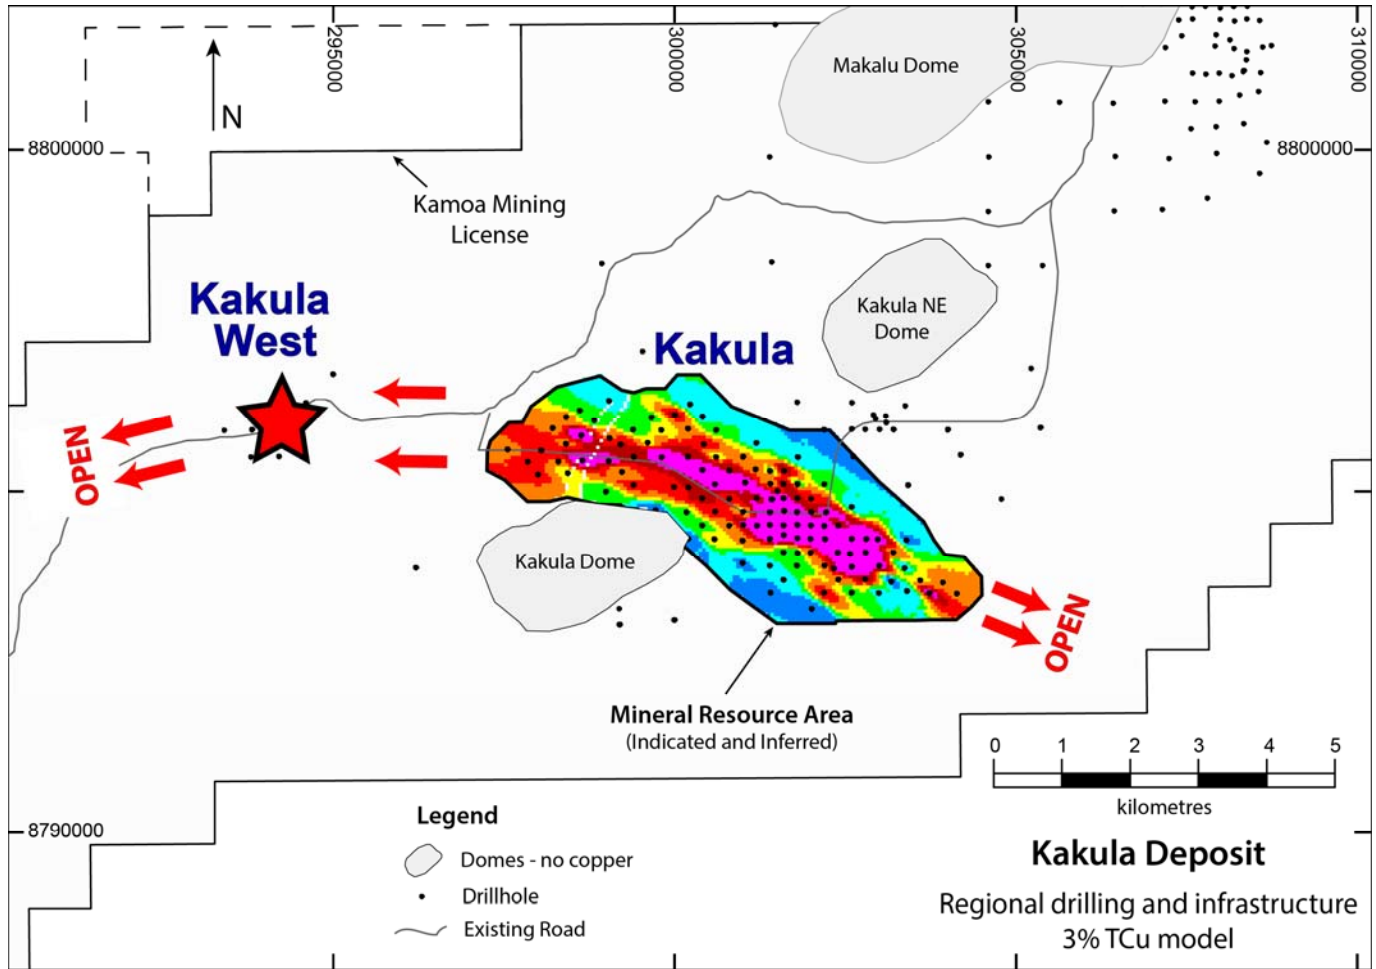 295000
300000
305000
310000
Makalu Dome
N
8800000
8800000
Kamoa Mining
License
Kakula
West
Kakula NE
Dome
Kakula
OPEN
Kakula Dome
OPEN
Mineral Resource Area
(Indicated and Inferred)
0 1 2 3 4 5
kilometres
8790000
Legend
Domes - no copper
Drillhole
Existing Road
Kakula Deposit
Regional drilling and infrastructure
3% TCu model